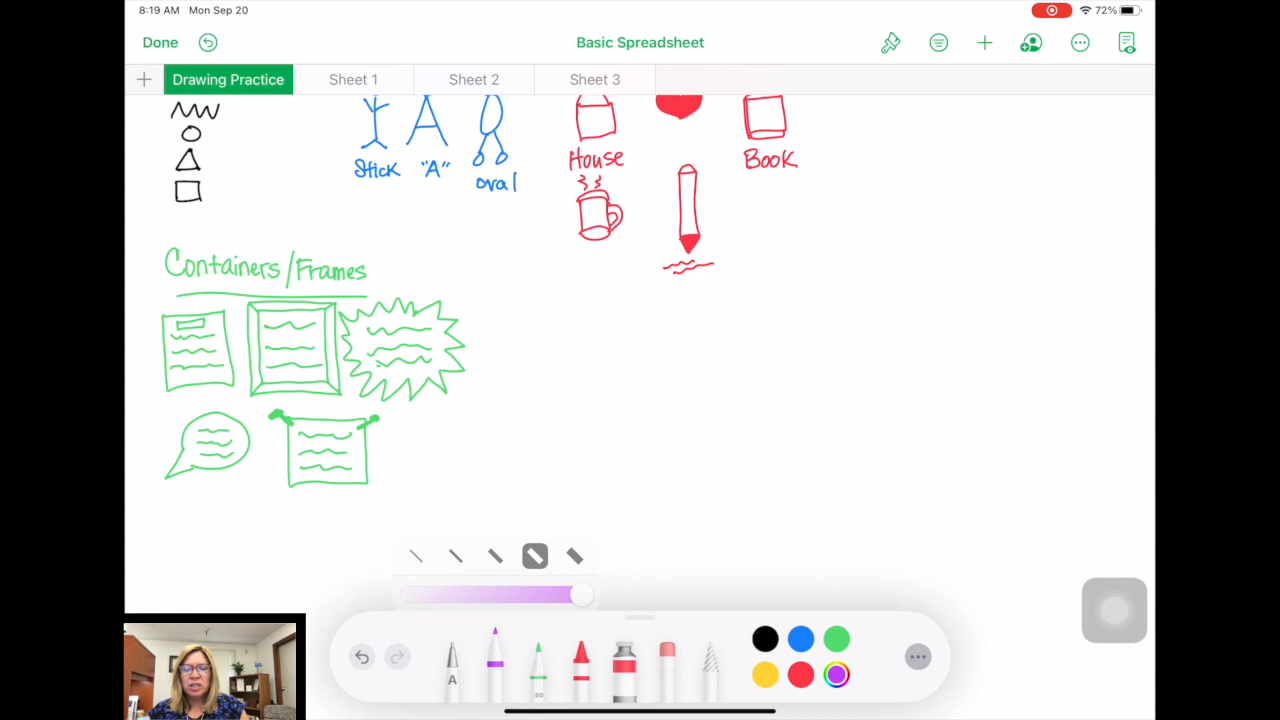 8:19 AM Mon Sep 20
72%
Done
Basic Spreadsheet
Drawing Practice
Sheet 1
Sheet 2
Sheet 3
Stick "A" oval
House
Book
Containers/Frames
A
50